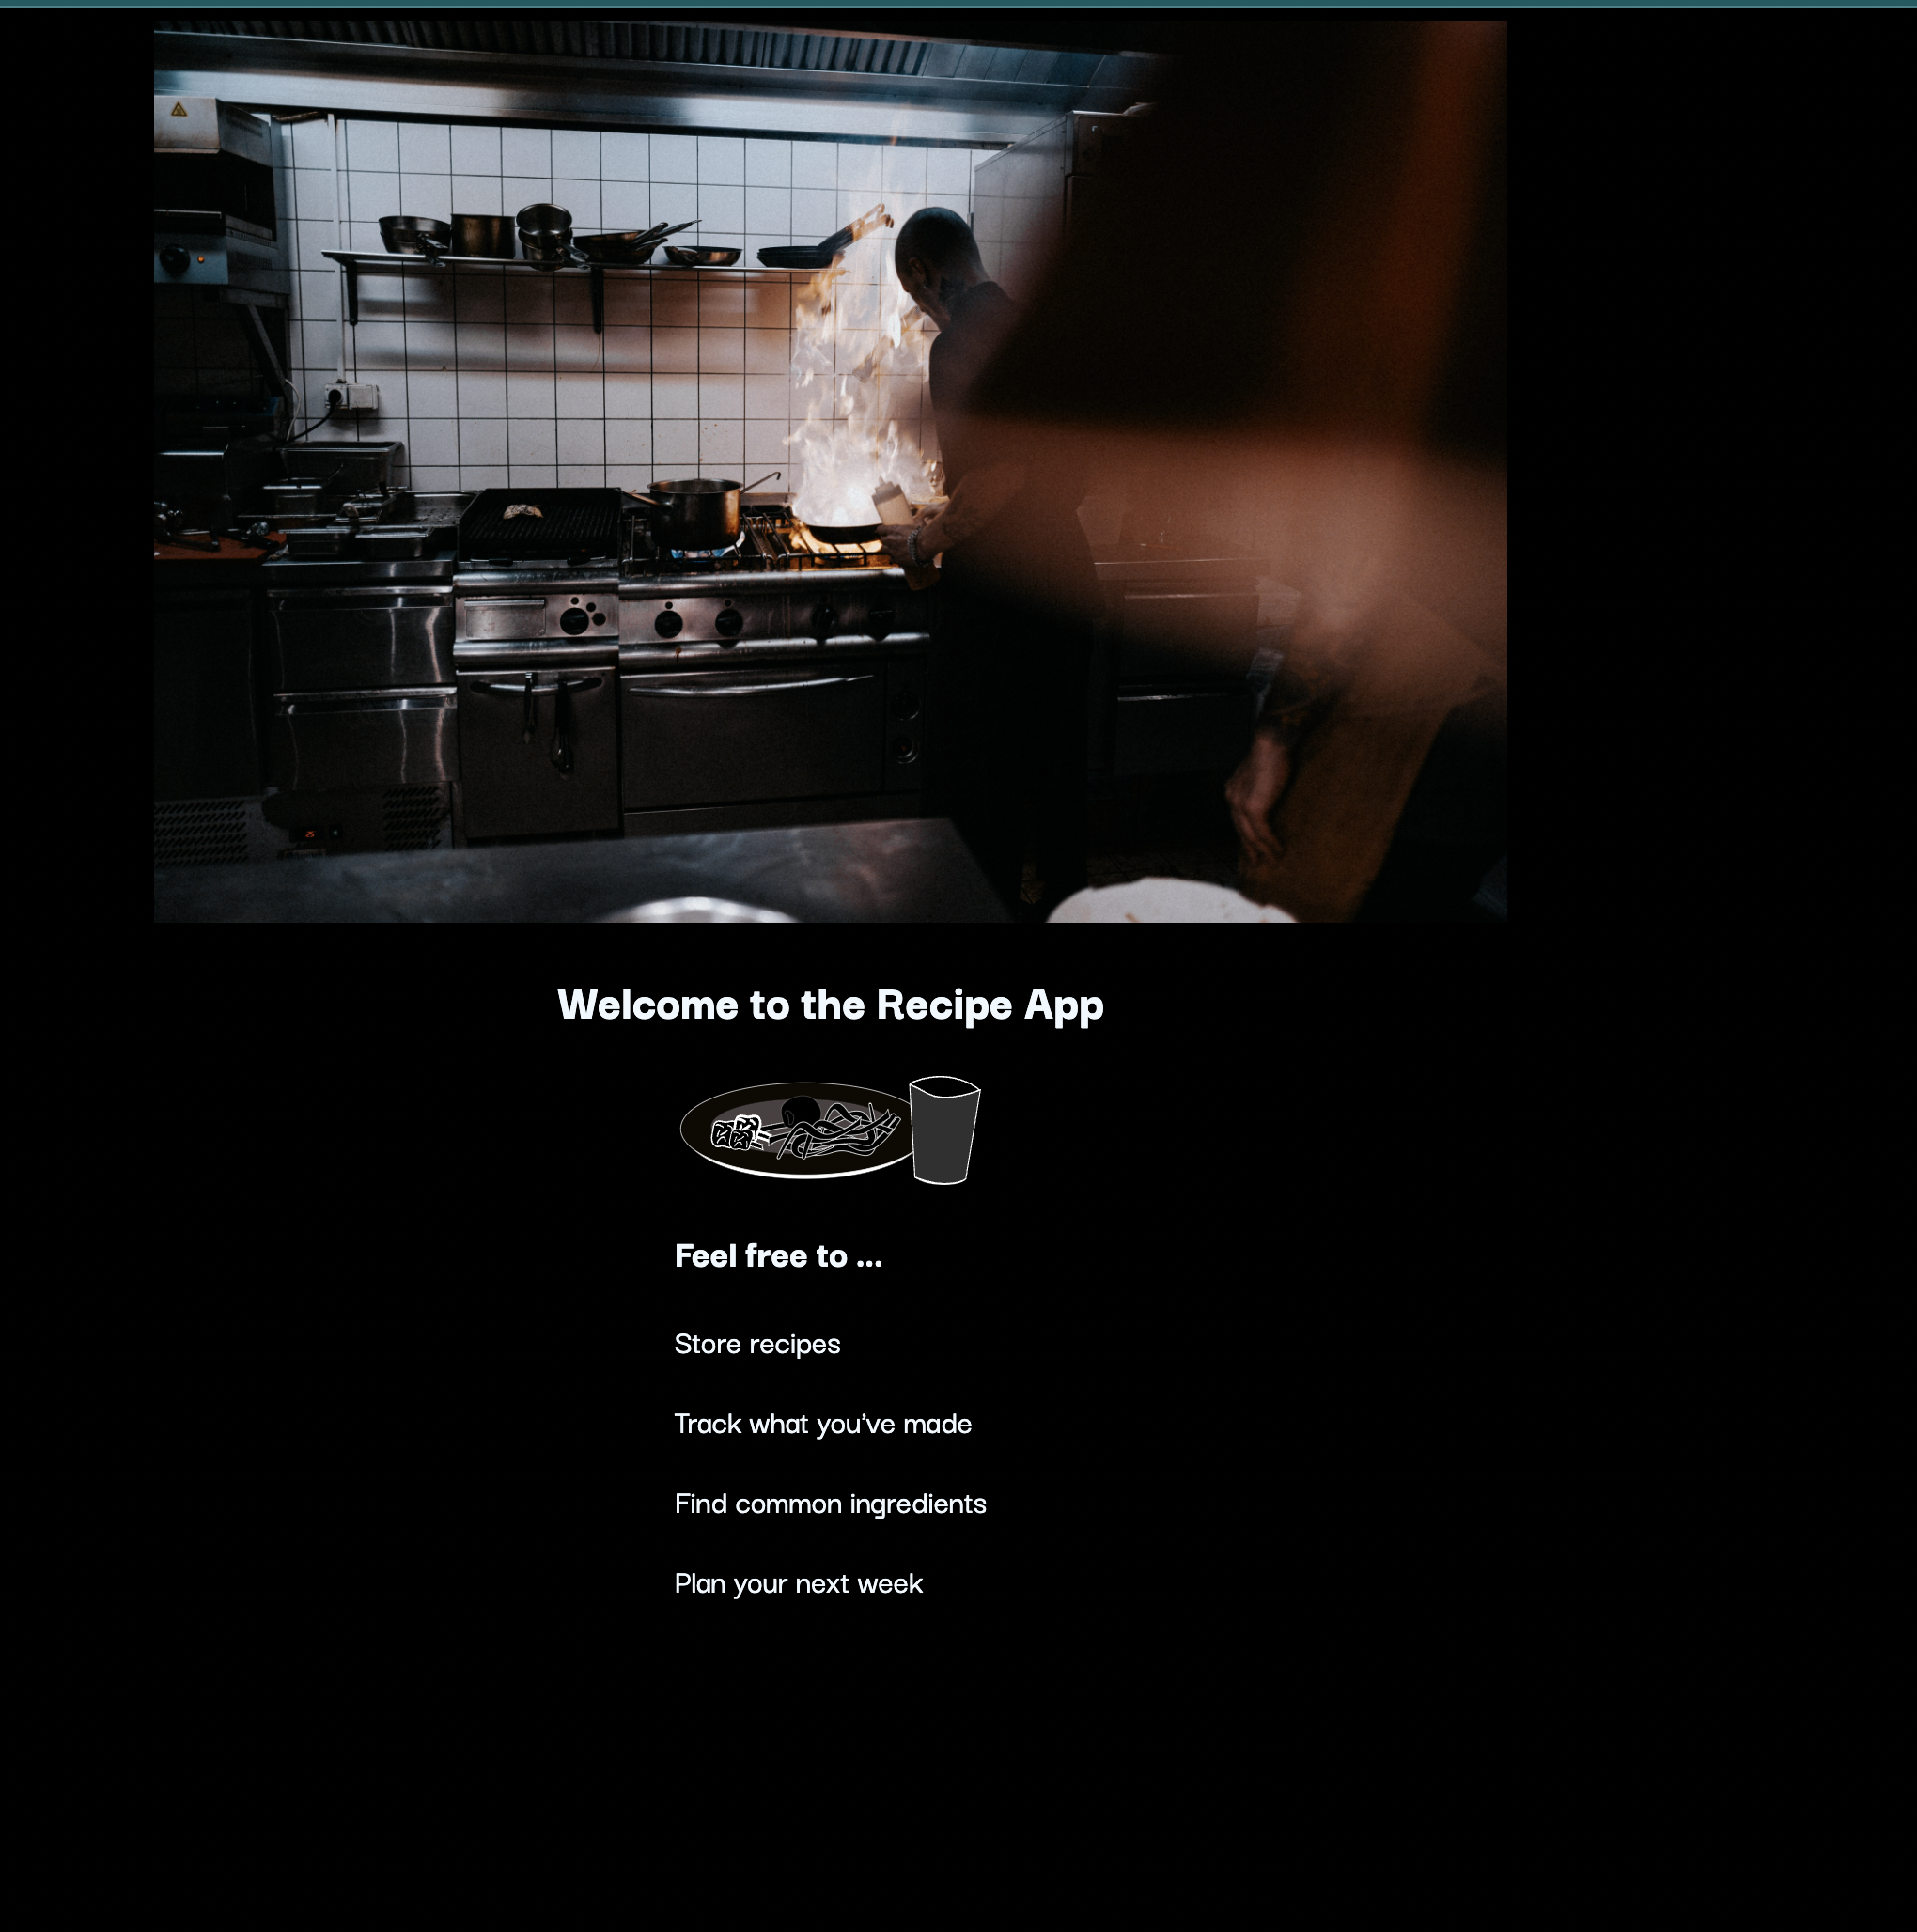 Welcome to the Recipe App
Feel free to ...
Store recipes
Track what you've made
Find common ingredients
Plan your next week